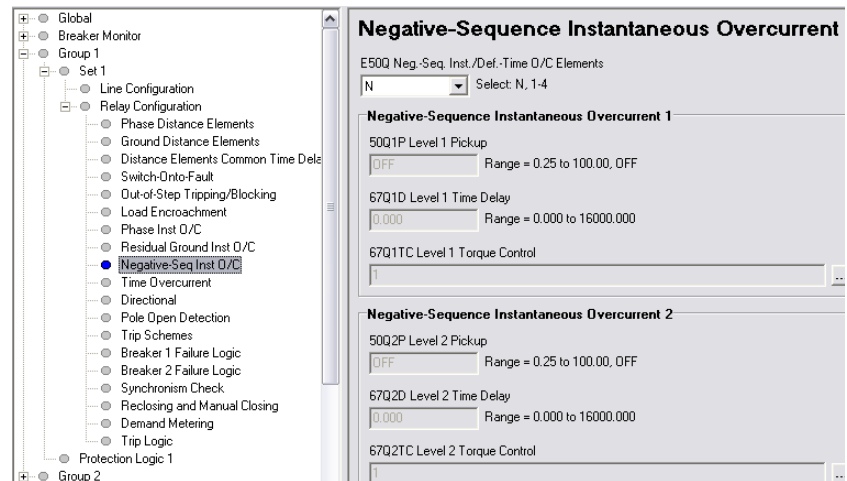 Global
Breaker Monitor
Group 1
Set 1
Line Configuration
Relay Configuration
Phase Distance Elements
Ground Distance Elements
Distance Elements Common Time Dela
Switch-Onto-Fault
Out-of-Step Tripping/Blocking
Load Encroachment
Phase Inst O/C
Residual Ground Inst O/C
Negative-Seq Inst O/C
Time Overcurrent
Directional
Pole Open Detection
Trip Schemes
Breaker 1 Failure Logic
Breaker 2 Failure Logic
Synchronism Check
Reclosing and Manual Closing
Demand Metering
Trip Logic
Protection Logic 1
Group 2
Negative-Sequence Instantaneous Overcurrent
E50Q Neg.-Seq. Inst./Def.-Time O/C Elements
N Select: N, 1-4
Negative-Sequence Instantaneous Overcurrent 1
50Q1P Level 1 Pickup
OFF Range = 0.25 to 100.00, OFF
67Q1D Level 1 Time Delay
0.000 Range = 0.000 to 16000.000
67Q1TC Level 1 Torque Control
1 ...
Negative-Sequence Instantaneous Overcurrent 2
50Q2P Level 2 Pickup
OFF Range = 0.25 to 100.00, OFF
67Q2D Level 2 Time Delay
0.000 Range = 0.000 to 16000.000
67Q2TC Level 2 Torque Control
1 ...